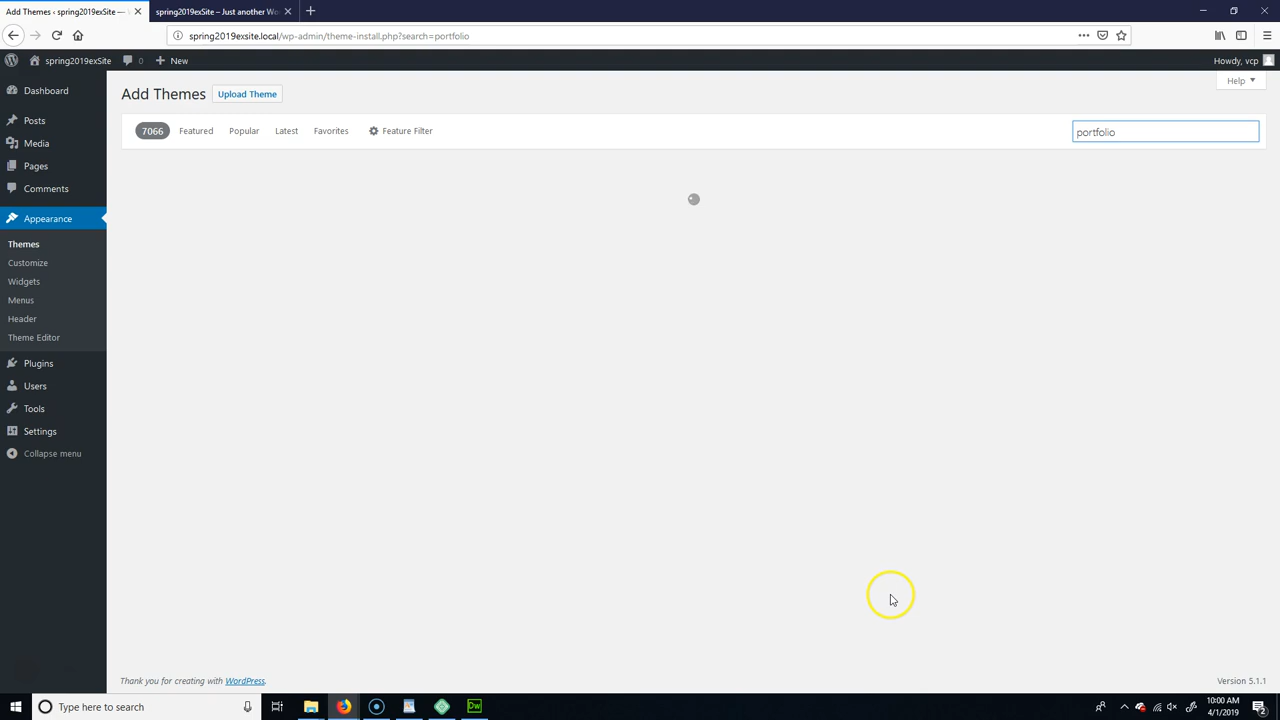 Add Themes ‹ spring2019exSite —
spring2019exSite – Just another Wo
spring2019exsite.local/wp-admin/theme-install.php?search=portfolio
spring2019exSite
0
New
Howdy, vcp
Dashboard
Posts
Media
Pages
Comments
Appearance
Themes
Customize
Widgets
Menus
Header
Theme Editor
Plugins
Users
Tools
Settings
Collapse menu
Add Themes
Upload Theme
Help
7066
Featured
Popular
Latest
Favorites
Feature Filter
portfolio
Thank you for creating with WordPress.
Version 5.1.1
Type here to search
Dw
10:00 AM
4/1/2019
2